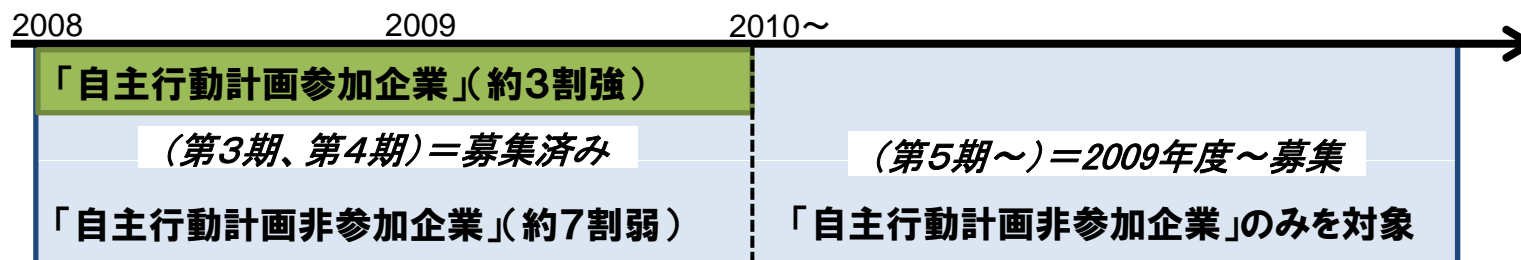 2008 2009 2010～
「自主行動計画参加企業」(約３割強)
(第３期、第４期)＝募集済み
(第５期～)＝2009年度～募集
「自主行動計画非参加企業」(約７割弱)
「自主行動計画非参加企業」のみを対象